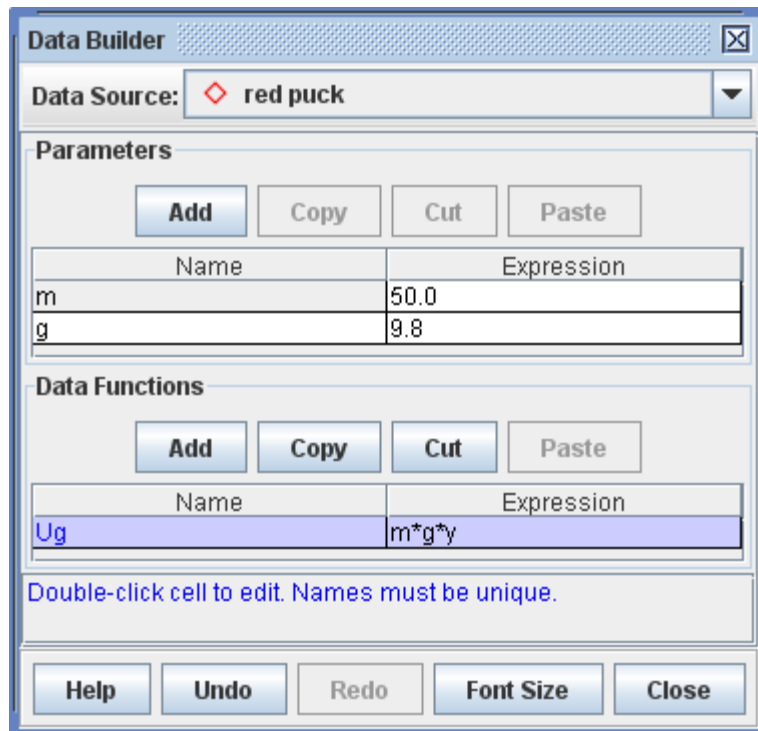 Data Builder
Data Source: red puck
Parameters
Add Copy Cut Paste
Name Expression
m 50.0
g 9.8
Data Functions
Add Copy Cut Paste
Name Expression
Ug m*g*y
Double-click cell to edit. Names must be unique.
Help Undo Redo Font Size Close